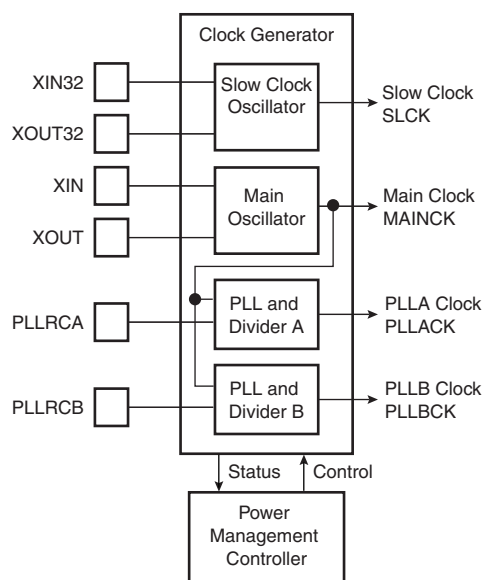 Clock Generator
XIN32
Slow Clock
Oscillator
Slow Clock
SLCK
XOUT32
XIN
Main
Oscillator
Main Clock
MAINCK
XOUT
PLLRCA
PLL and
Divider A
PLLA Clock
PLLACK
PLLRCB
PLL and
Divider B
PLLB Clock
PLLBCK
Status
Control
Power
Management
Controller